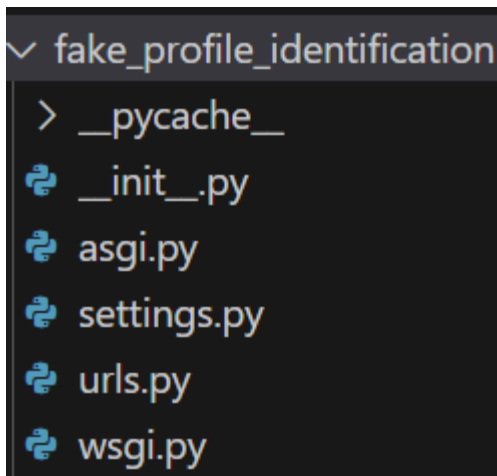 fake_profile_identification
__pycache__
__init__.py
asgi.py
settings.py
urls.py
wsgi.py